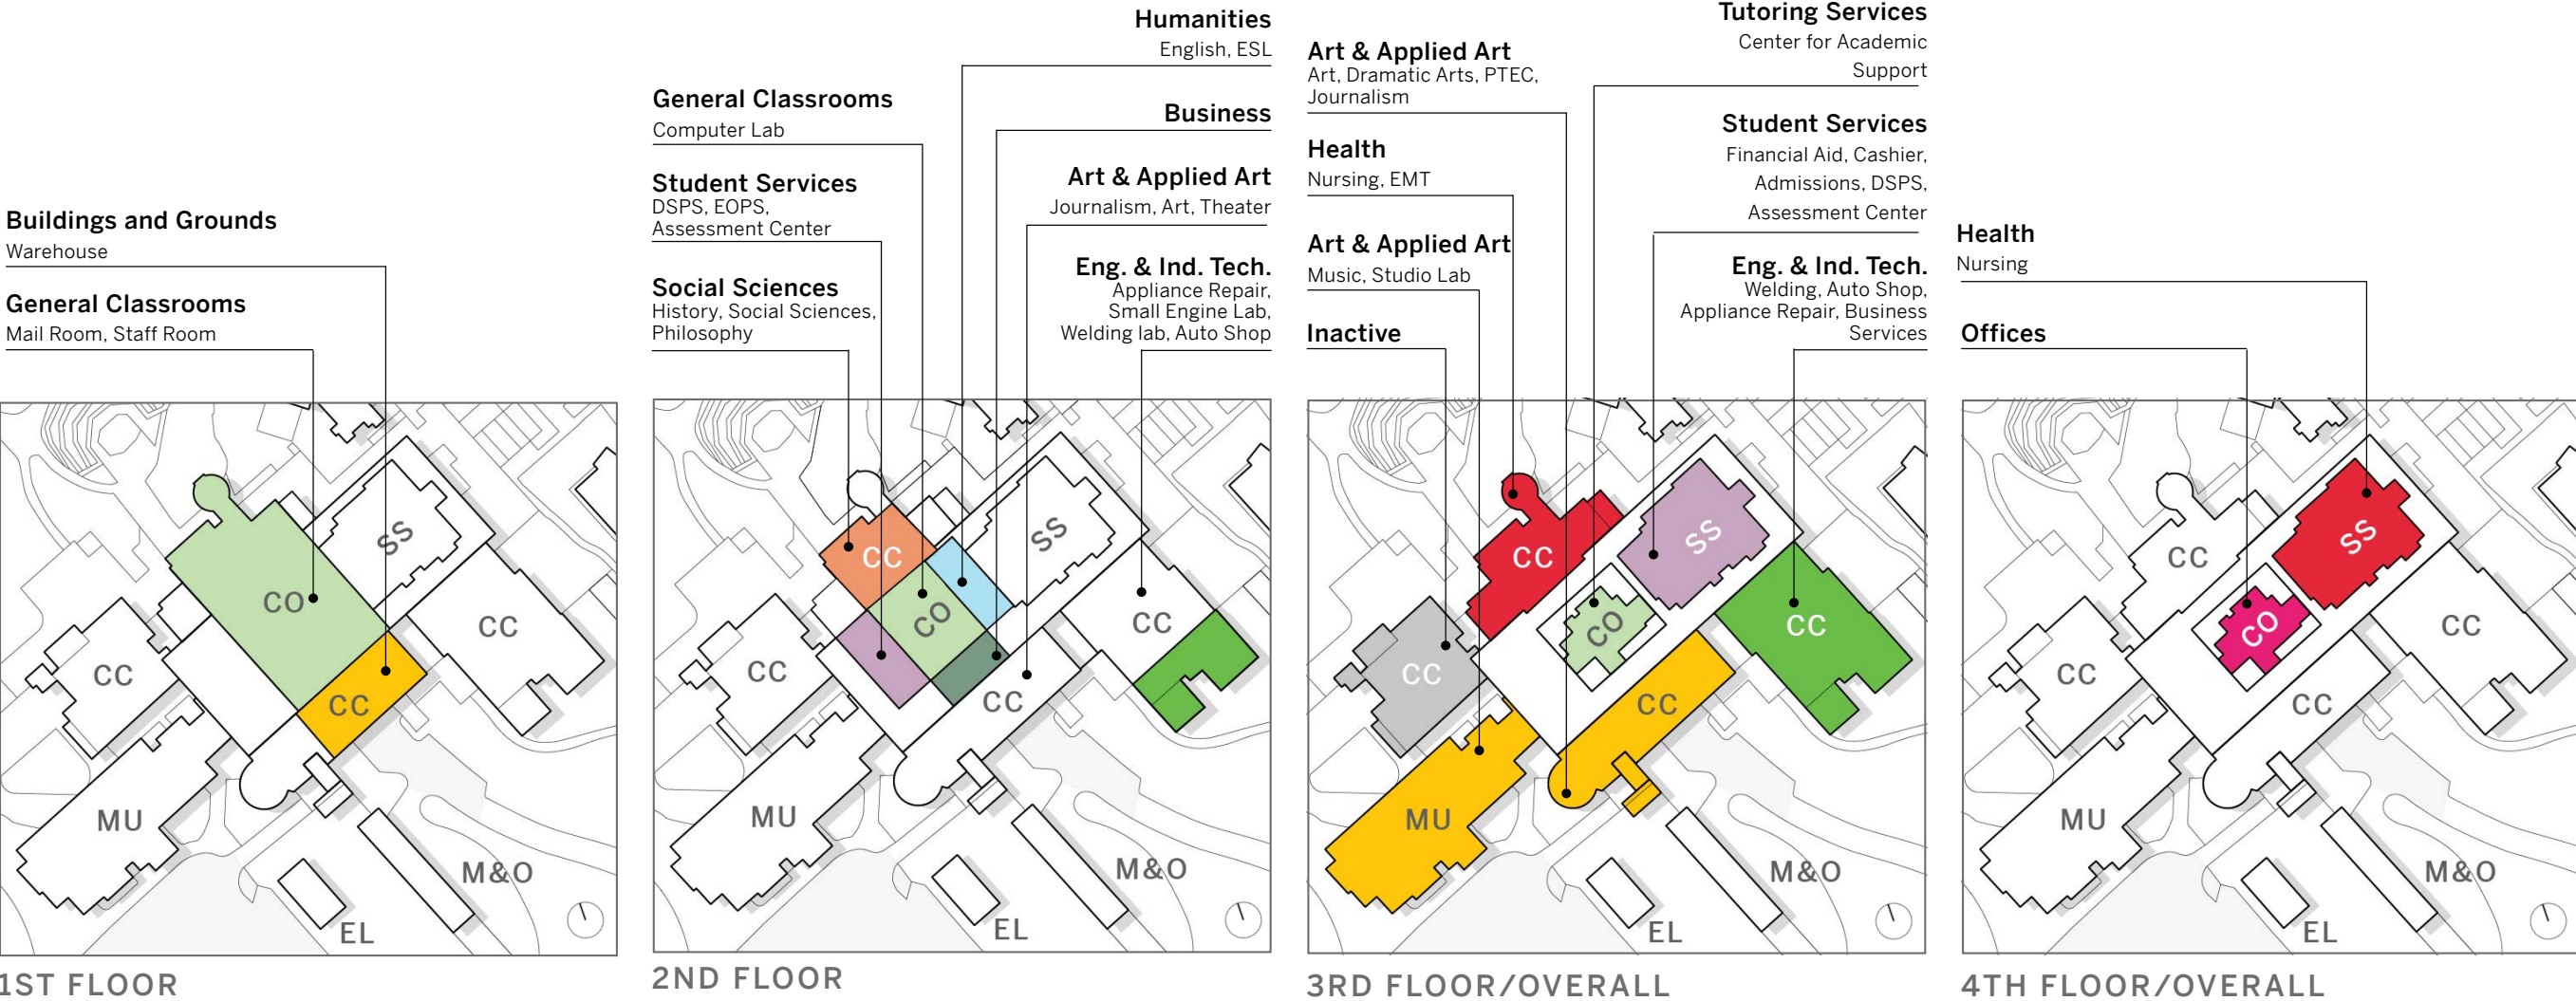 Buildings and Grounds
Warehouse
General Classrooms
Mail Room, Staff Room
SS
CO
CC
CC
CC
MU
M&O
EL
1ST FLOOR
Humanities
English, ESL
General Classrooms
Computer Lab
Business
Student Services
DSPS, EOPS,
Assessment Center
Art & Applied Art
Journalism, Art, Theater
Social Sciences
History, Social Sciences,
Philosophy
Eng. & Ind. Tech.
Appliance Repair,
Small Engine Lab,
Welding lab, Auto Shop
SS
CC
CO
CC
CC
CC
MU
M&O
EL
2ND FLOOR
Tutoring Services
Center for Academic
Support
Art & Applied Art
Art, Dramatic Arts, PTEC,
Journalism
Student Services
Financial Aid, Cashier,
Admissions, DSPS,
Assessment Center
Health
Nursing, EMT
Art & Applied Art
Music, Studio Lab
Eng. & Ind. Tech.
Welding, Auto Shop,
Appliance Repair, Business
Services
Inactive
SS
CC
CO
CC
CC
CC
MU
M&O
EL
3RD FLOOR/OVERALL
Health
Nursing
Offices
SS
CC
CO
CC
CC
CC
MU
M&O
EL
4TH FLOOR/OVERALL